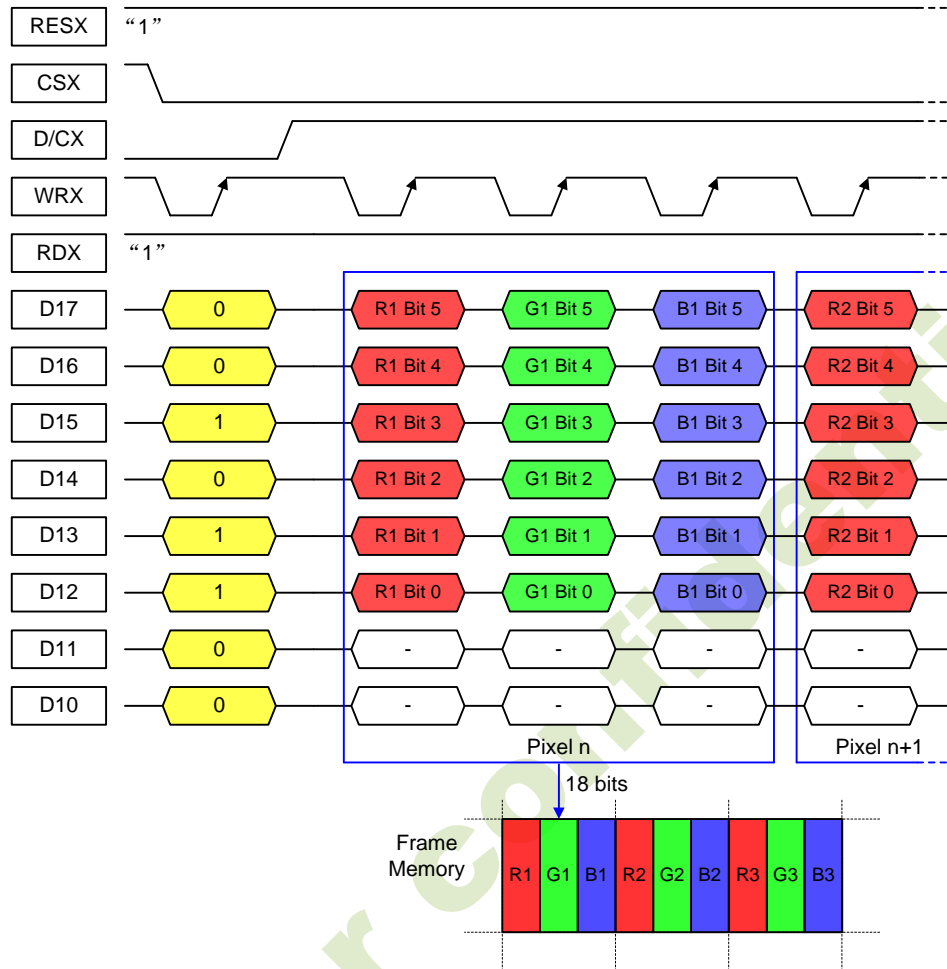 RESX “1”
CSX
D/CX
WRX
RDX “1”
D17 0 R1 Bit 5 G1 Bit 5 B1 Bit 5 R2 Bit 5
D16 0 R1 Bit 4 G1 Bit 4 B1 Bit 4 R2 Bit 4
D15 1 R1 Bit 3 G1 Bit 3 B1 Bit 3 R2 Bit 3
D14 0 R1 Bit 2 G1 Bit 2 B1 Bit 2 R2 Bit 2
D13 1 R1 Bit 1 G1 Bit 1 B1 Bit 1 R2 Bit 1
D12 1 R1 Bit 0 G1 Bit 0 B1 Bit 0 R2 Bit 0
D11 0 - - - -
D10 0 - - - -
Pixel n Pixel n+1
18 bits
Frame
Memory
R1 G1 B1 R2 G2 B2 R3 G3 B3
r confidenti